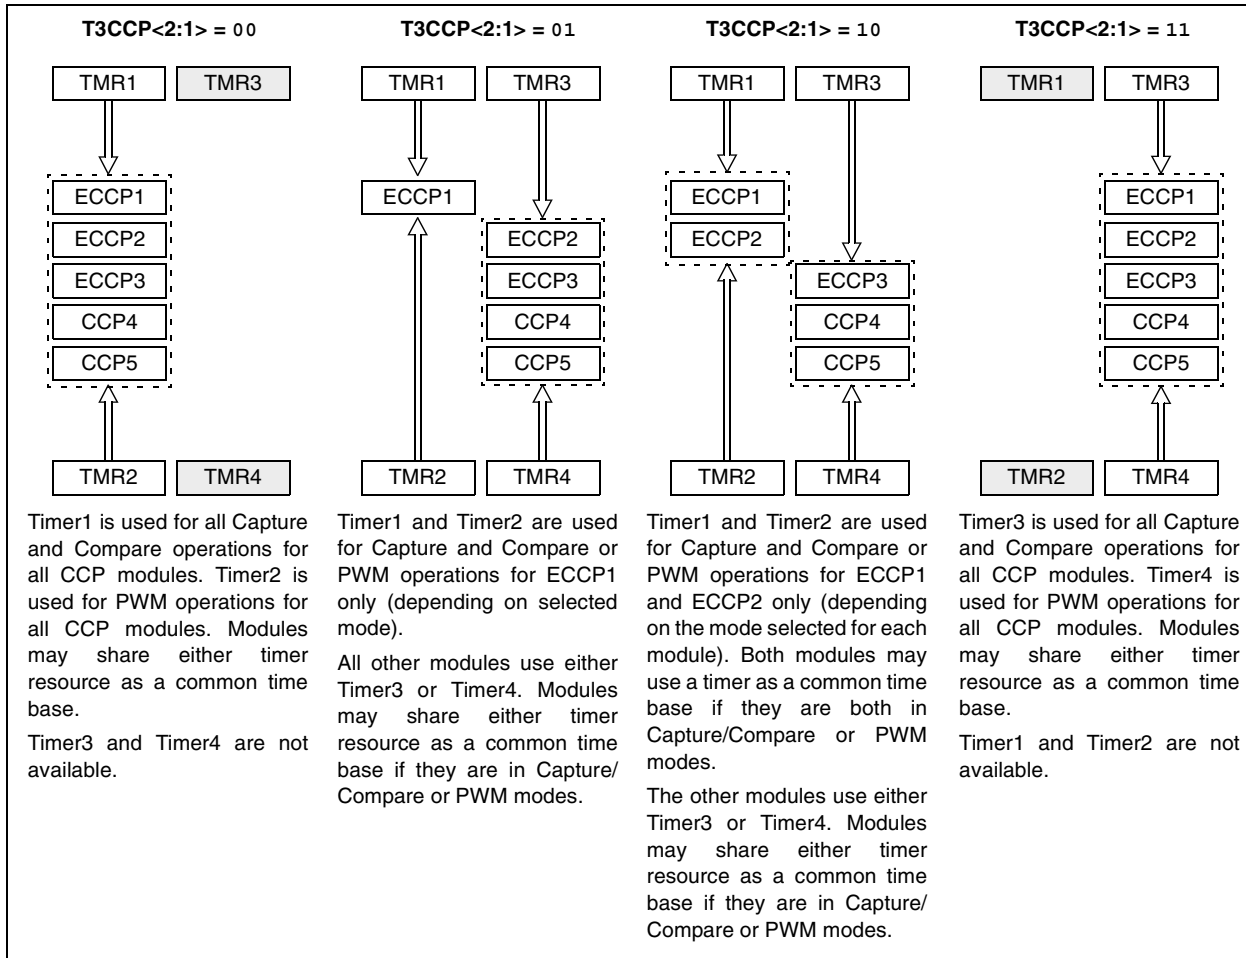 T3CCP<2:1> = 00
TMR1 TMR3
ECCP1
ECCP2
ECCP3
CCP4
CCP5
TMR2 TMR4
Timer1 is used for all Capture
and Compare operations for
all CCP modules. Timer2 is
used for PWM operations for
all CCP modules. Modules
may share either timer
resource as a common time
base.
Timer3 and Timer4 are not
available.
T3CCP<2:1> = 01
TMR1 TMR3
ECCP1
ECCP2
ECCP3
CCP4
CCP5
TMR2 TMR4
Timer1 and Timer2 are used
for Capture and Compare or
PWM operations for ECCP1
only (depending on selected
mode).
All other modules use either
Timer3 or Timer4. Modules
may share either timer
resource as a common time
base if they are in Capture/
Compare or PWM modes.
T3CCP<2:1> = 10
TMR1 TMR3
ECCP1
ECCP2
ECCP3
CCP4
CCP5
TMR2 TMR4
Timer1 and Timer2 are used
for Capture and Compare or
PWM operations for ECCP1
and ECCP2 only (depending
on the mode selected for each
module). Both modules may
use a timer as a common time
base if they are both in
Capture/Compare or PWM
modes.
The other modules use either
Timer3 or Timer4. Modules
may share either timer
resource as a common time
base if they are in Capture/
Compare or PWM modes.
T3CCP<2:1> = 11
TMR1 TMR3
ECCP1
ECCP2
ECCP3
CCP4
CCP5
TMR2 TMR4
Timer3 is used for all Capture
and Compare operations for
all CCP modules. Timer4 is
used for PWM operations for
all CCP modules. Modules
may share either timer
resource as a common time
base.
Timer1 and Timer2 are not
available.